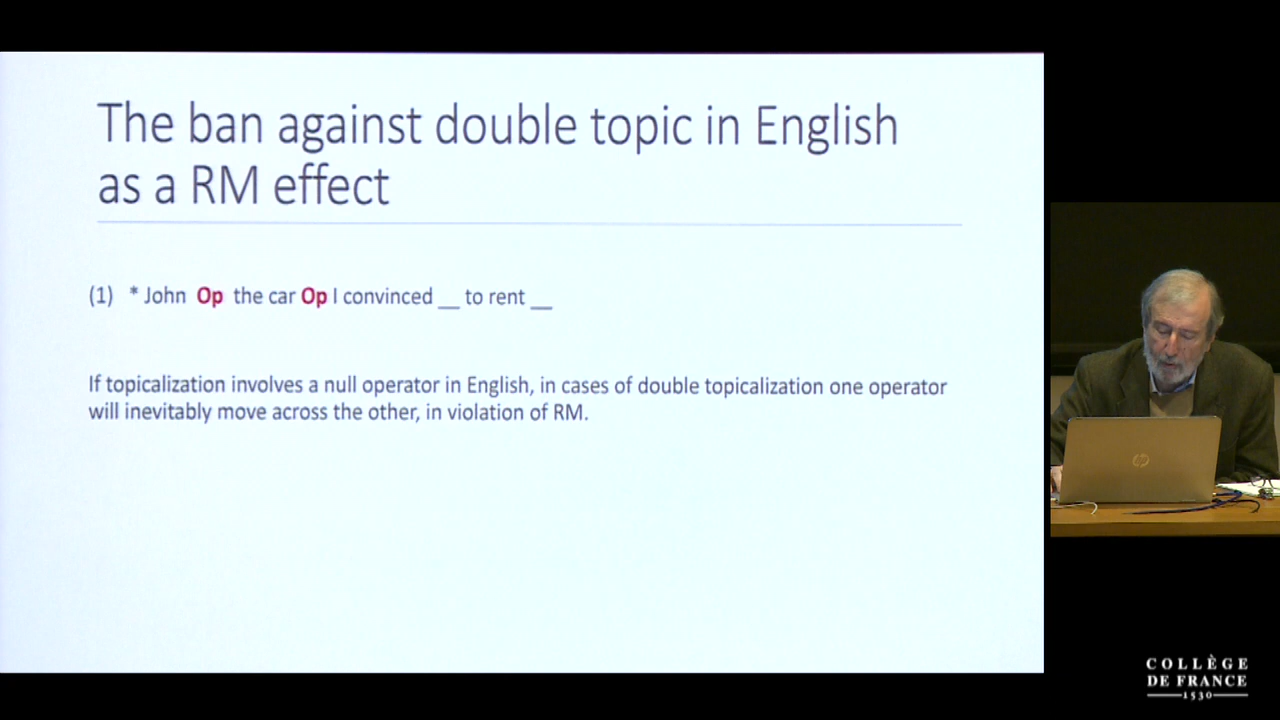 The ban against double topic in English
as a RM effect
(1) * John Op the car Op I convinced __ to rent __
If topicalization involves a null operator in English, in cases of double topicalization one operator
will inevitably move across the other, in violation of RM.
hp
COLLÈGE
DE FRANCE
1530